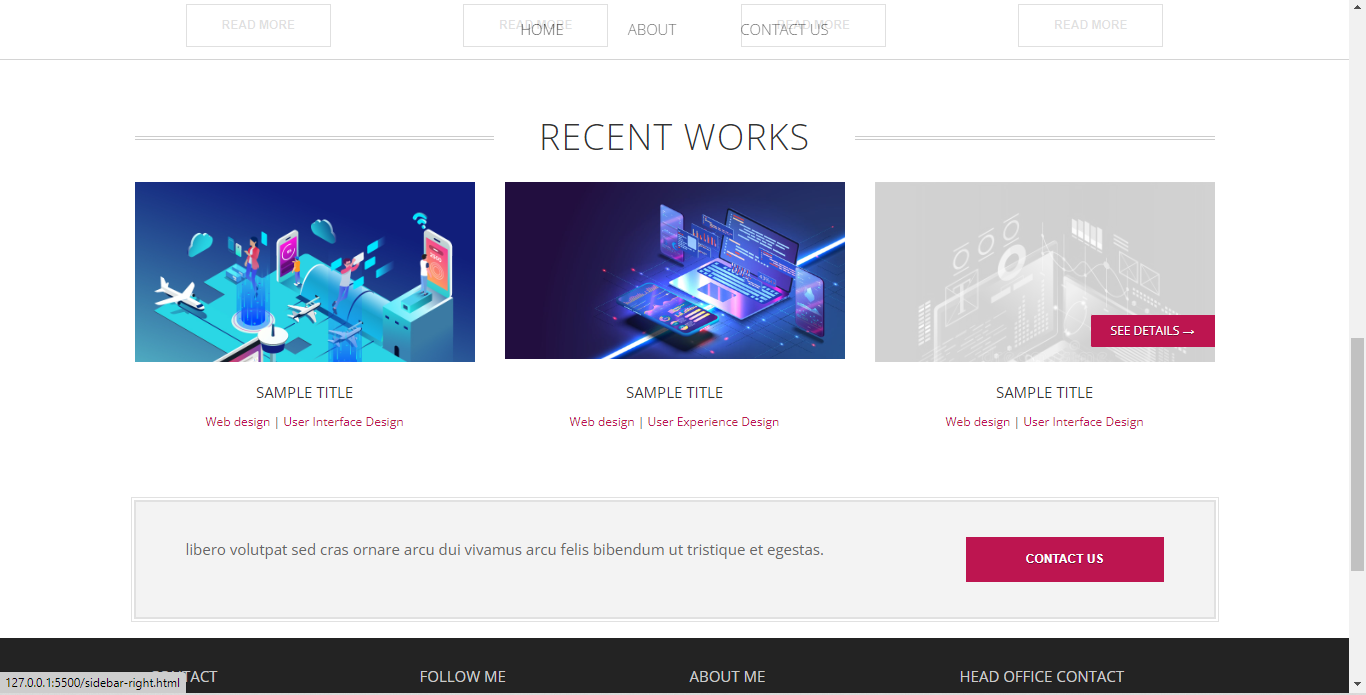 READ MORE READ MORE READ MORE READ MORE
HOME ABOUT CONTACT US
RECENT WORKS
SEE DETAILS →
SAMPLE TITLE SAMPLE TITLE SAMPLE TITLE
Web design | User Interface Design Web design | User Experience Design Web design | User Interface Design
libero volutpat sed cras ornare arcu dui vivamus arcu felis bibendum ut tristique et egestas.
CONTACT US
CONTACT FOLLOW ME ABOUT ME HEAD OFFICE CONTACT
127.0.0.1:5500/sidebar-right.html